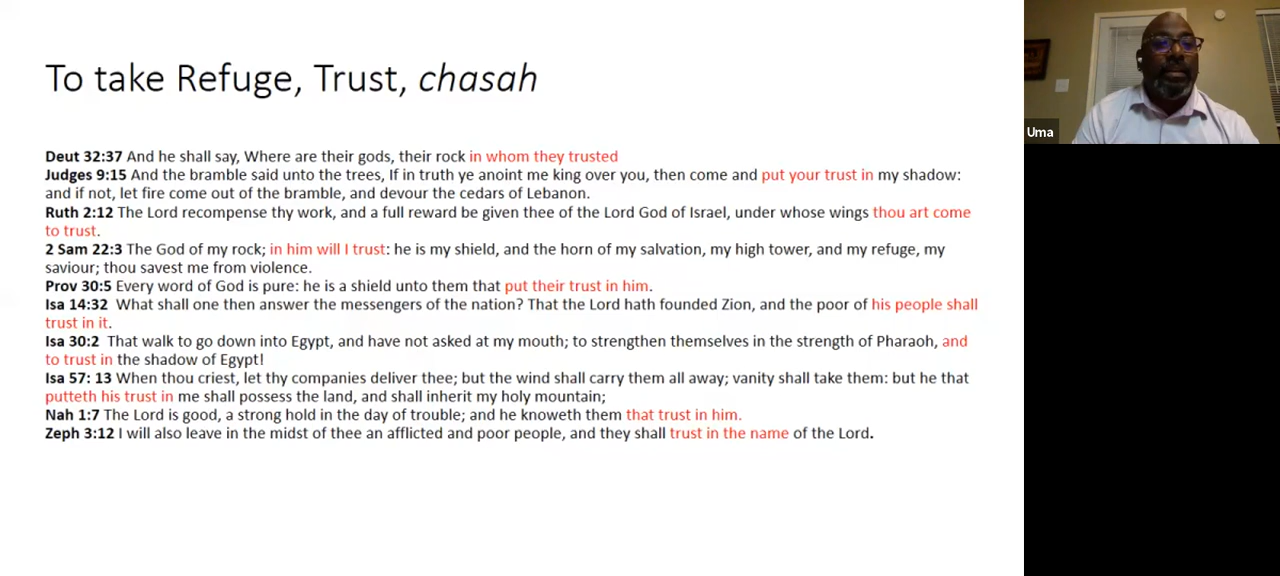 To take Refuge, Trust, chasah
Deut 32:37 And he shall say, Where are their gods, their rock in whom they trusted
Judges 9:15 And the bramble said unto the trees, If in truth ye anoint me king over you, then come and put your trust in my shadow:
and if not, let fire come out of the bramble, and devour the cedars of Lebanon.
Ruth 2:12 The Lord recompense thy work, and a full reward be given thee of the Lord God of Israel, under whose wings thou art come
to trust.
2 Sam 22:3 The God of my rock; in him will I trust: he is my shield, and the horn of my salvation, my high tower, and my refuge, my
saviour; thou savest me from violence.
Prov 30:5 Every word of God is pure: he is a shield unto them that put their trust in him.
Isa 14:32 What shall one then answer the messengers of the nation? That the Lord hath founded Zion, and the poor of his people shall
trust in it.
Isa 30:2 That walk to go down into Egypt, and have not asked at my mouth; to strengthen themselves in the strength of Pharaoh, and
to trust in the shadow of Egypt!
Isa 57: 13 When thou criest, let thy companies deliver thee; but the wind shall carry them all away; vanity shall take them: but he that
putteth his trust in me shall possess the land, and shall inherit my holy mountain;
Nah 1:7 The Lord is good, a strong hold in the day of trouble; and he knoweth them that trust in him.
Zeph 3:12 I will also leave in the midst of thee an afflicted and poor people, and they shall trust in the name of the Lord.
Uma